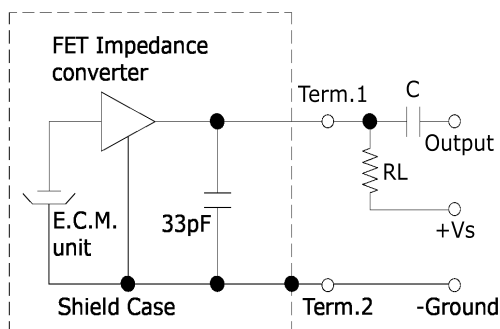 FET Impedance
converter
Term.1
C
Output
RL
E.C.M.
unit
33pF
+Vs
Shield Case
Term.2
-Ground